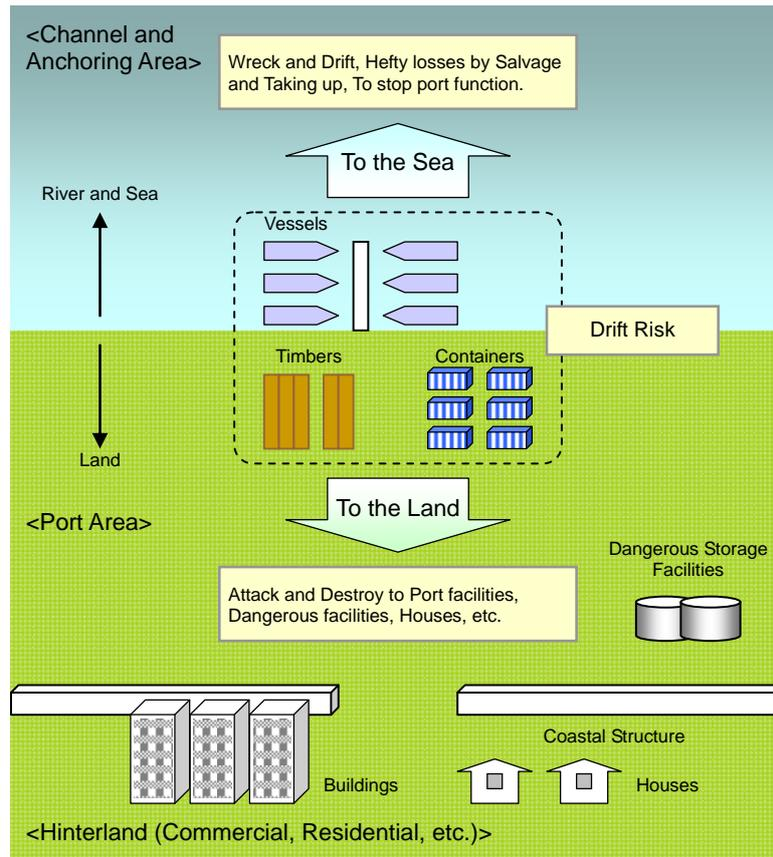 <Channel and
Anchoring Area>
Wreck and Drift, Hefty losses by Salvage
and Taking up, To stop port function.
To the Sea
River and Sea
Vessels
Drift Risk
Timbers
Containers
Land
To the Land
<Port Area>
Dangerous Storage
Facilities
Attack and Destroy to Port facilities,
Dangerous facilities, Houses, etc.
Coastal Structure
Buildings
Houses
<Hinterland (Commercial, Residential, etc.)>